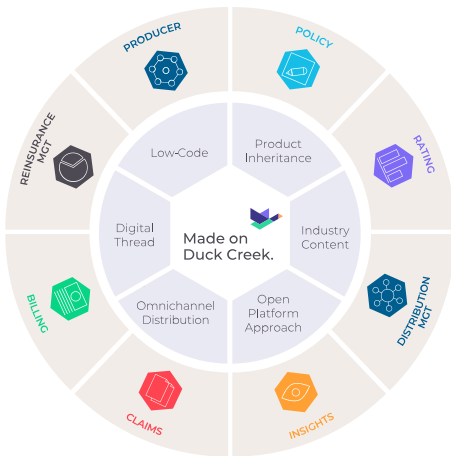 PRODUCER
POLICY
RATING
DISTRIBUTION
MGT
INSIGHTS
CLAIMS
BILLING
REINSURANCE
MGT
Low-Code
Product
Inheritance
Industry
Content
Open
Platform
Approach
Omnichannel
Distribution
Digital
Thread
Made on
Duck Creek.